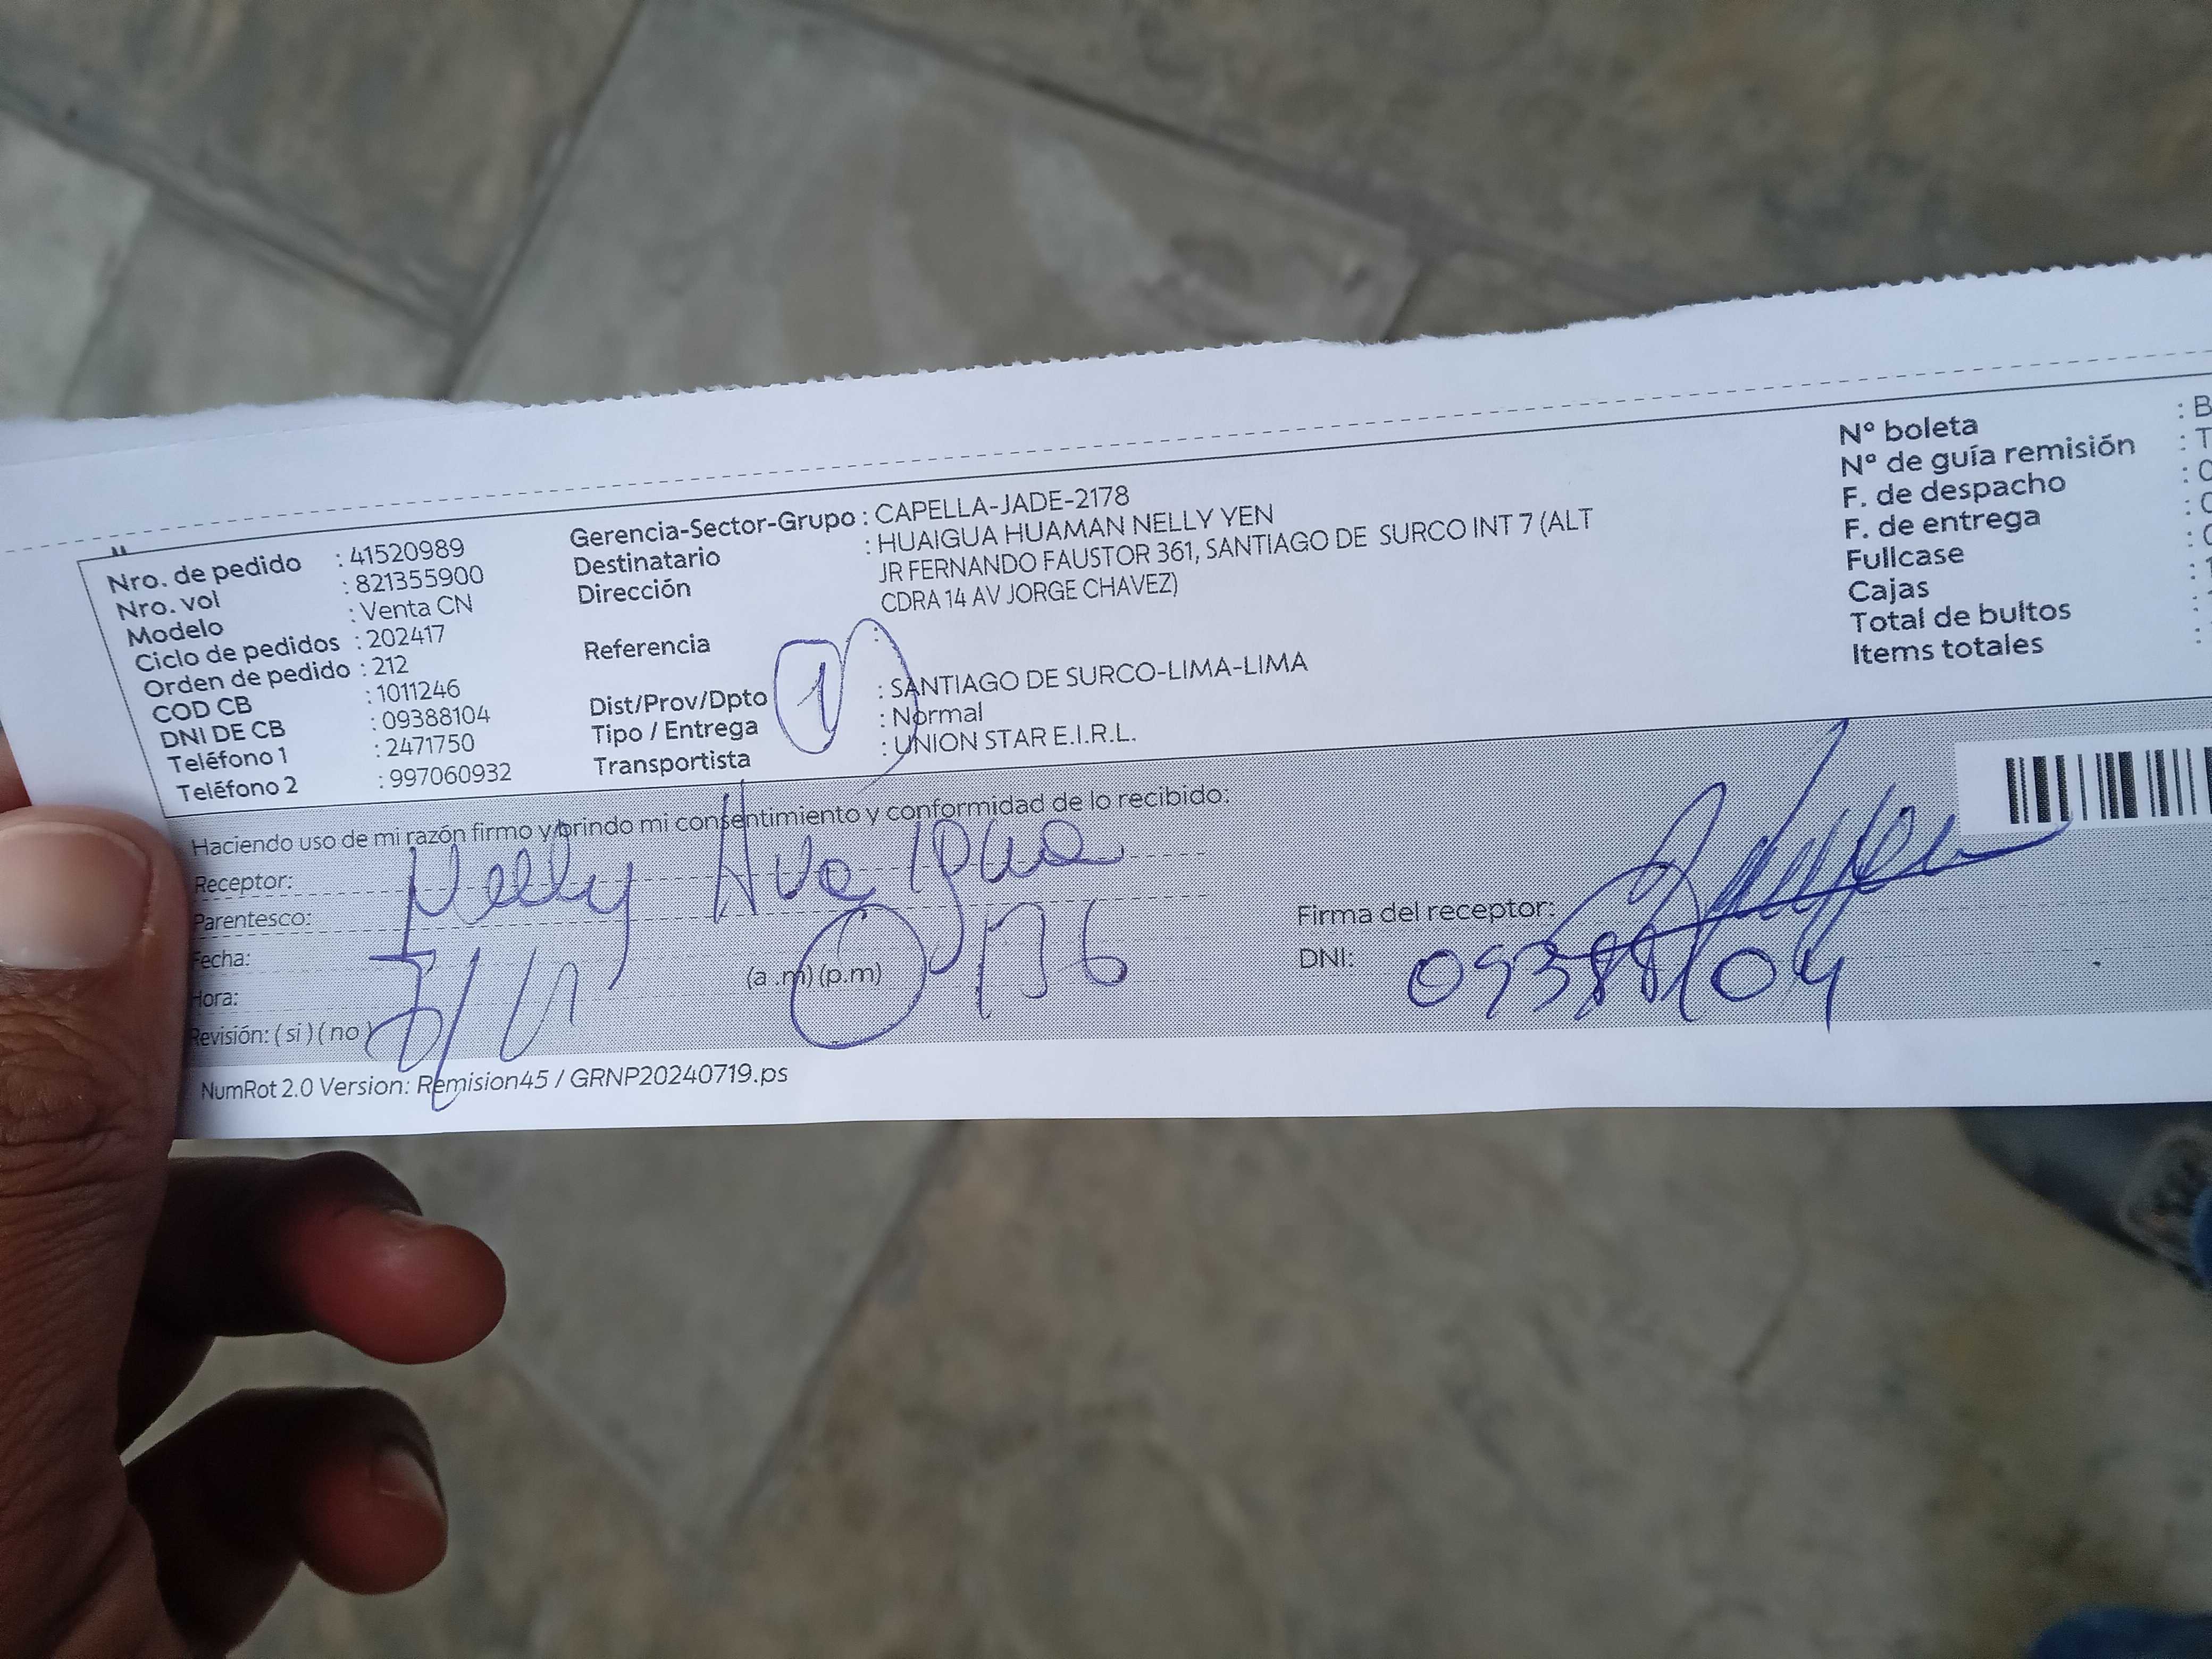 Nro. de pedido : 41520989
Nro. vol : 821355900
Modelo : Venta CN
Ciclo de pedidos : 202417
Orden de pedido : 212
COD CB : 1011246
DNI DE CB : 09388104
Teléfono 1 : 2471750
Teléfono 2 : 997060932
Gerencia-Sector-Grupo : CAPELLA-JADE-2178
Destinatario : HUAIGUA HUAMAN NELLY YEN
Dirección JR FERNANDO FAUSTOR 361, SANTIAGO DE SURCO INT 7 (ALT
CDRA 14 AV JORGE CHAVEZ)
Referencia :
Dist/Prov/Dpto : SANTIAGO DE SURCO-LIMA-LIMA
Tipo / Entrega : Normal
Transportista : UNION STAR E.I.R.L.
1
Nº boleta : B
Nº de guía remisión : T
F. de despacho
F. de entrega
Fullcase
Cajas
Total de bultos
Items totales
Haciendo uso de mi razón firmo y brindo mi consentimiento y conformidad de lo recibido:
Receptor: Nelly Huaigua
Parentesco:
Fecha:
Hora: (a .m) (p.m)
Revisión: ( si ) ( no )
Firma del receptor:
DNI: 09388104
NumRot 2.0 Version: Remision45 / GRNP20240719.ps